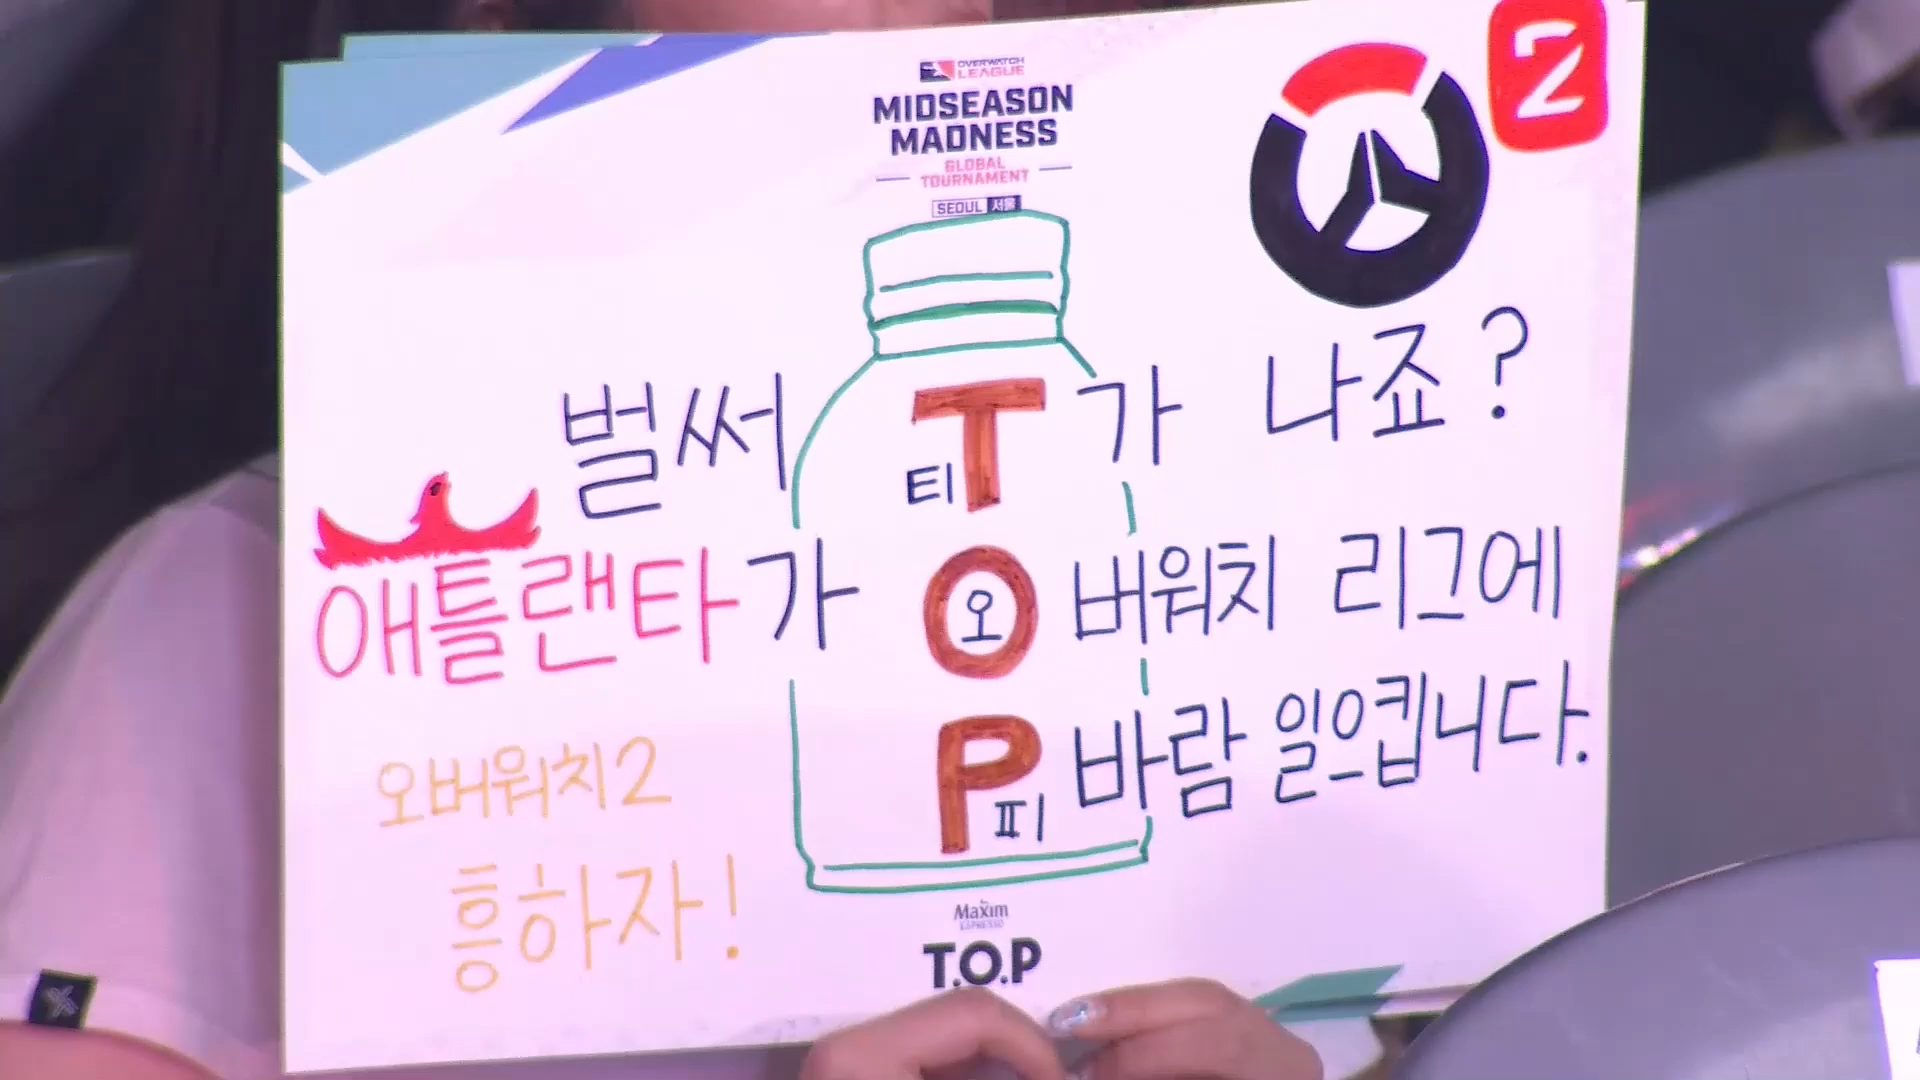 OVERWATCH
LEAGUE
MIDSEASON
MADNESS
GLOBAL
TOURNAMENT
SEOUL 서울
2
벌써 T티가 나죠?
애틀랜타가 O오버워치 리그에
P피바람 일으킵니다.
오버워치2
흥하자!
Maxim
ESPRESSO
T.O.P